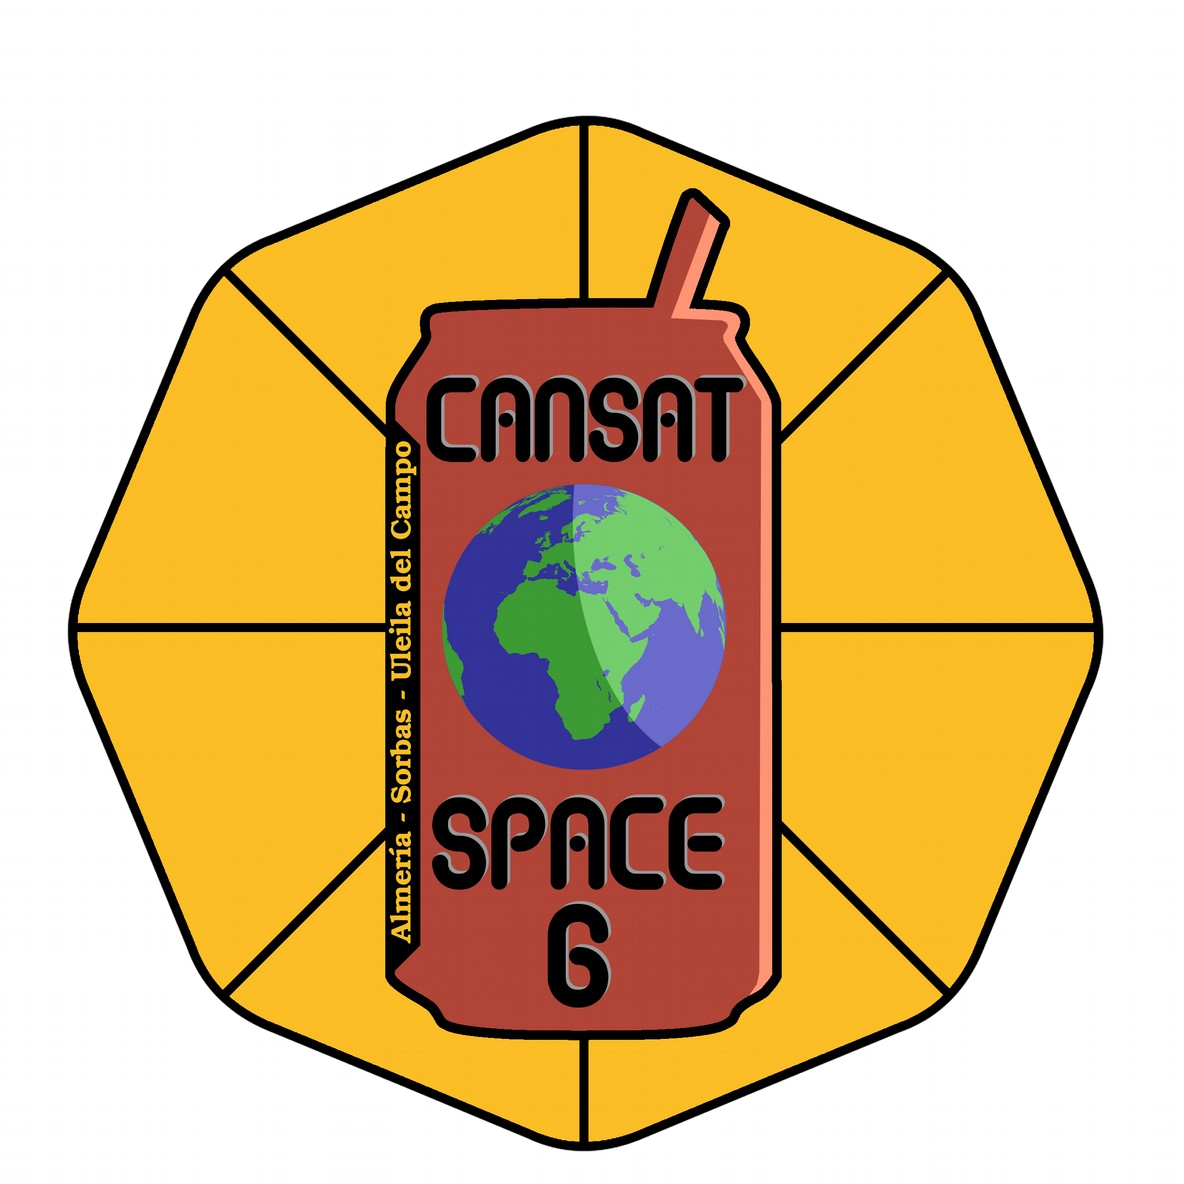 CANSAT
SPACE
6
Almería - Sorbas - Uleila del Campo